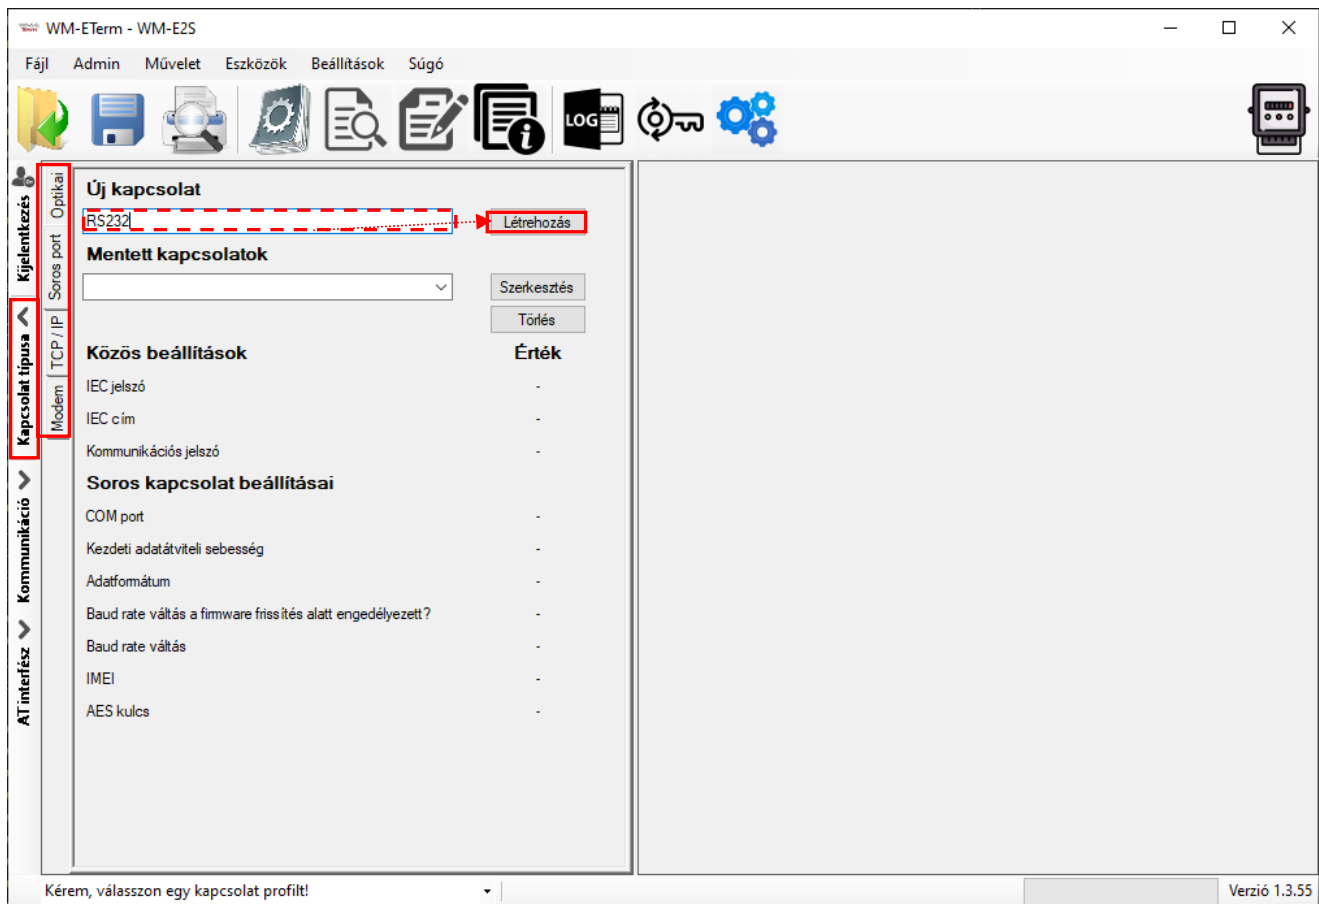 WM-ETerm - WM-E2S
Fájl Admin Művelet Eszközök Beállítások Súgó
LOG
Kijelentkezés
Kapcsolat típusa
Kommunikáció
AT interfész
Optikai
Soros port
TCP / IP
Modem
Új kapcsolat
RS232 Létrehozás
Mentett kapcsolatok
Szerkesztés
Törlés
Közös beállítások Érték
IEC jelszó -
IEC cím -
Kommunikációs jelszó -
Soros kapcsolat beállításai
COM port -
Kezdeti adatátviteli sebesség -
Adatformátum -
Baud rate váltás a firmware frissítés alatt engedélyezett? -
Baud rate váltás -
IMEI -
AES kulcs -
Kérem, válasszon egy kapcsolat profilt! Verzió 1.3.55